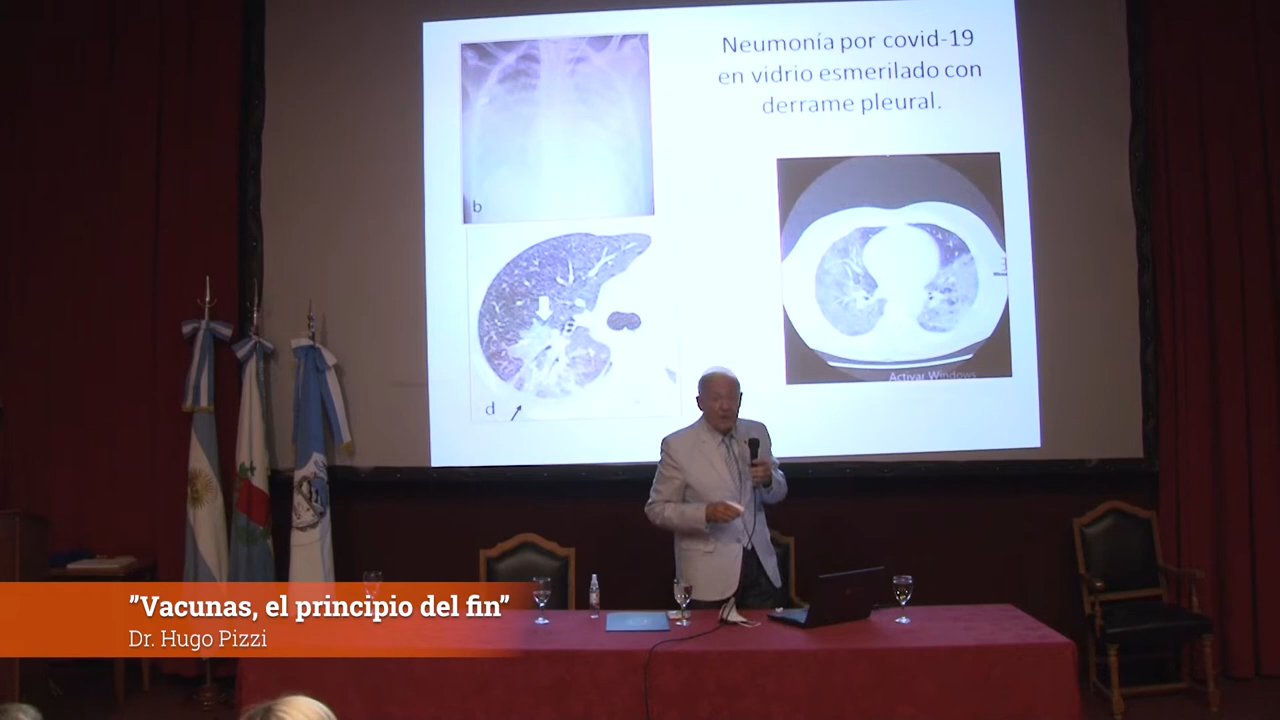 Neumonía por covid-19
en vidrio esmerilado con
derrame pleural.
b
d
Activar Windows
"Vacunas, el principio del fin"
Dr. Hugo Pizzi